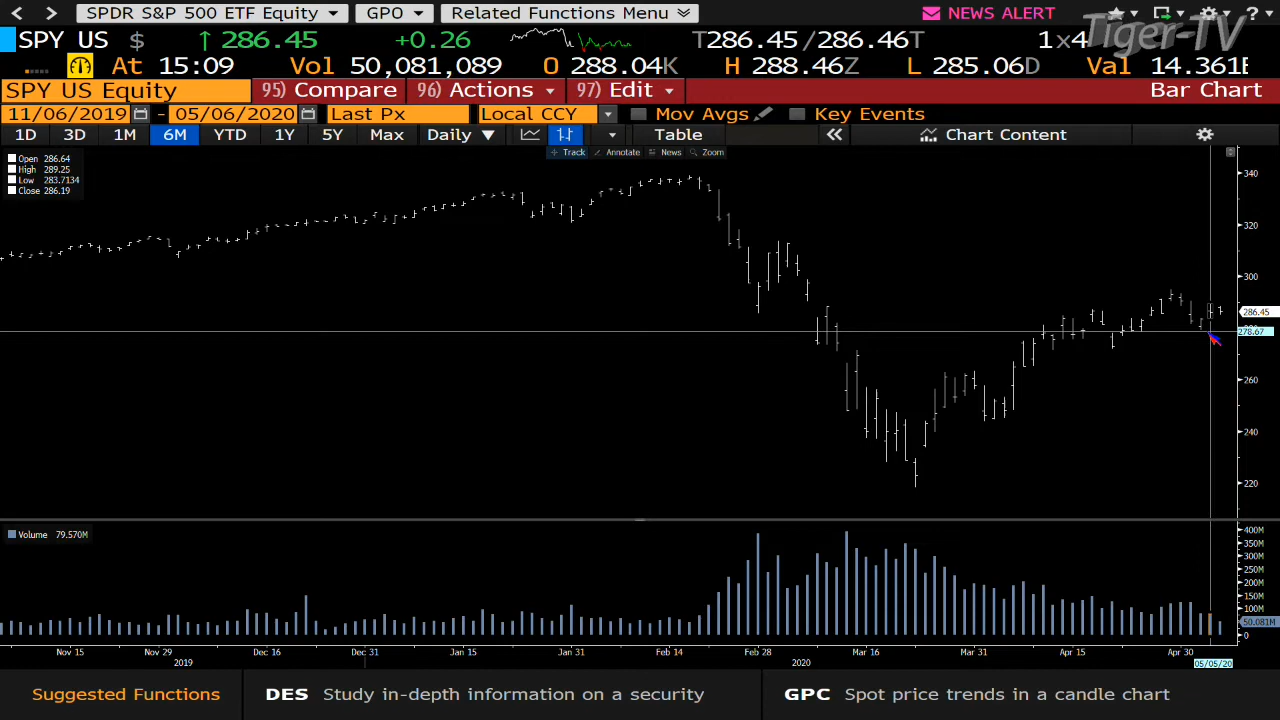 SPDR S&P 500 ETF Equity GPO Related Functions Menu NEWS ALERT ?
SPY US $ ↑ 286.45 +0.26 T286.45/286.46T 1x4 Tiger-TV
At 15:09 Vol 50,081,089 O 288.04K H 288.46Z L 285.06D Val 14.361B
SPY US Equity 95) Compare 96) Actions 97) Edit Bar Chart
11/06/2019 - 05/06/2020 Last Px Local CCY Mov Avgs Key Events
1D 3D 1M 6M YTD 1Y 5Y Max Daily ▼ Table « Chart Content
Track Annotate News Zoom
Open 286.64
High 289.25
Low 283.7134
Close 286.19
340
320
300
286.45
278.67
260
240
220
Volume 79.570M
400M
350M
300M
250M
200M
150M
100M
50.081M
0
Nov 15 Nov 29 Dec 16 Dec 31 Jan 15 Jan 31 Feb 14 Feb 28 Mar 16 Mar 31 Apr 15 Apr 30
2019 2020 05/05/20
Suggested Functions DES Study in-depth information on a security GPC Spot price trends in a candle chart